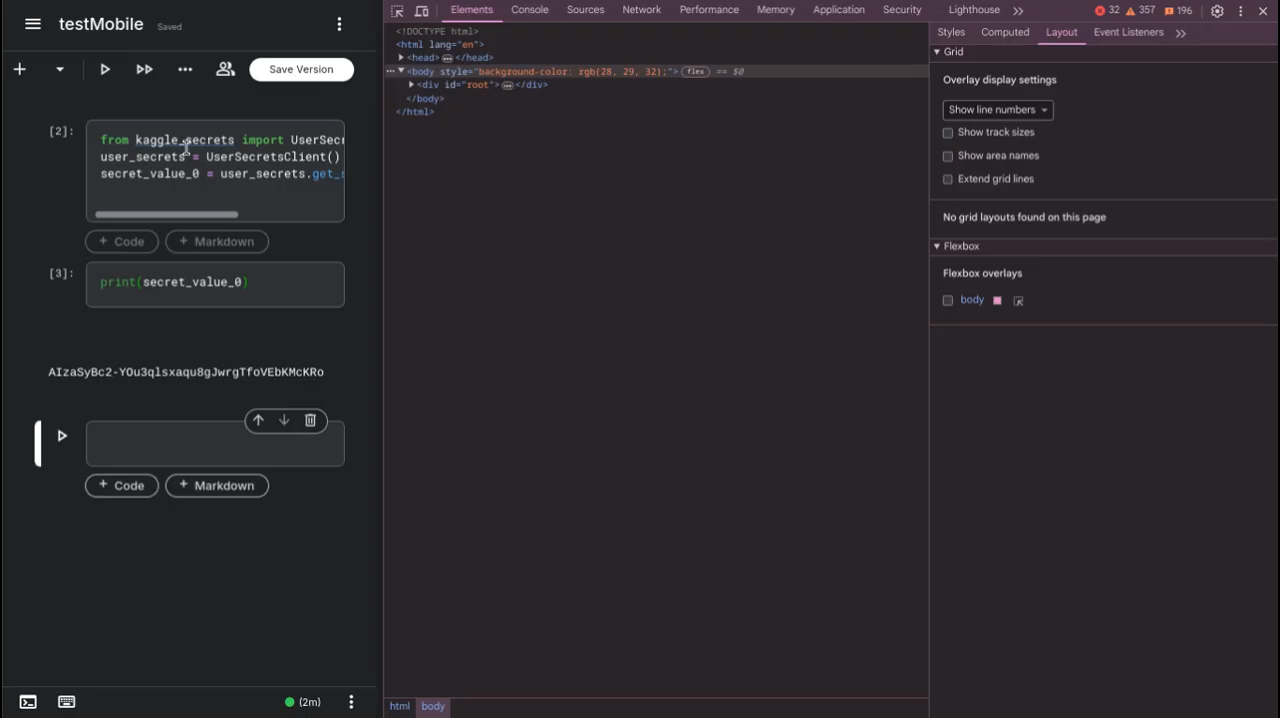 testMobile
Saved
Save Version
[2]:
from kaggle_secrets import UserSecr
user_secrets = UserSecretsClient()
secret_value_0 = user_secrets.get_s
+ Code
+ Markdown
[3]:
print(secret_value_0)
AIzaSyBc2-YOu3qlsxaqu8gJwrgTfoVEbKMcKRo
+ Code
+ Markdown
(2m)
Elements
Console
Sources
Network
Performance
Memory
Application
Security
Lighthouse
32
357
196
<!DOCTYPE html>
<html lang="en">
<head> … </head>
<body style="background-color: rgb(28, 29, 32);"> flex == $0
<div id="root"> … </div>
</body>
</html>
html
body
Styles
Computed
Layout
Event Listeners
Grid
Overlay display settings
Show line numbers
Show track sizes
Show area names
Extend grid lines
No grid layouts found on this page
Flexbox
Flexbox overlays
body